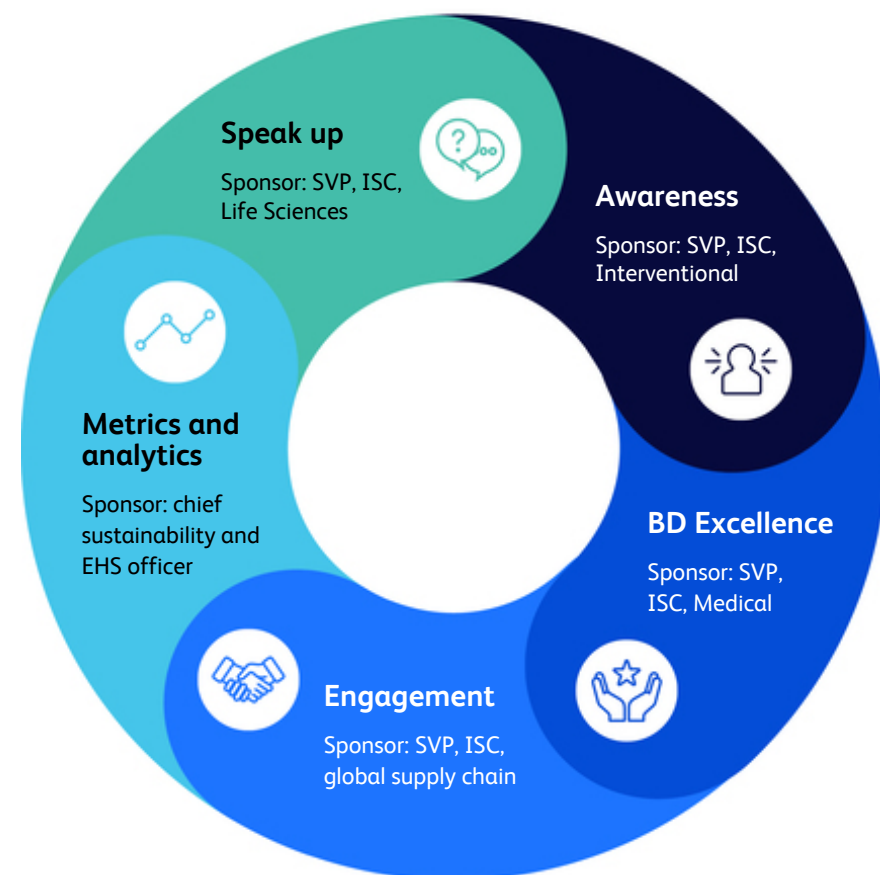 Speak up
Sponsor: SVP, ISC,
Life Sciences
Awareness
Sponsor: SVP, ISC,
Interventional
Metrics and
analytics
Sponsor: chief
sustainability and
EHS officer
BD Excellence
Sponsor: SVP,
ISC, Medical
Engagement
Sponsor: SVP, ISC,
global supply chain